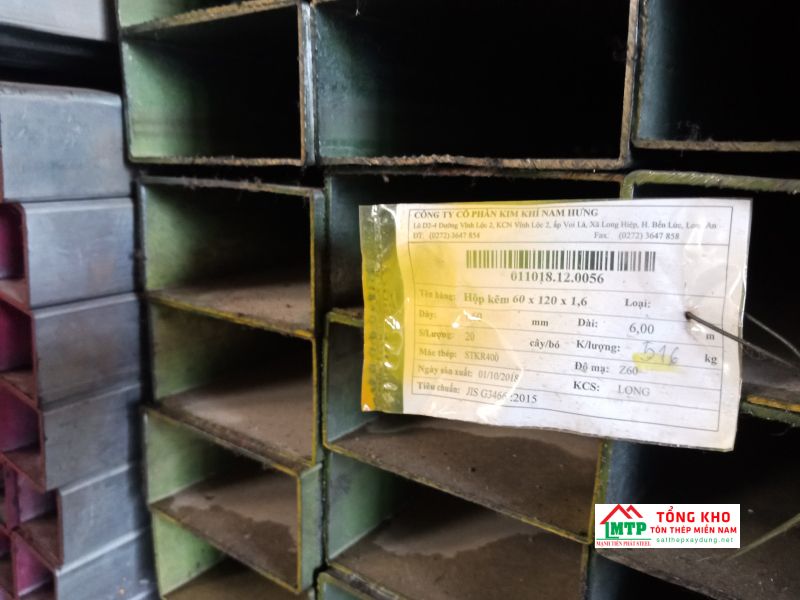 CÔNG TY CỔ PHẦN KIM KHÍ NAM HƯNG
Lô D2-4 Đường Vĩnh Lộc 2, KCN Vĩnh Lộc 2, ấp Voi Lá, Xã Long Hiệp, H. Bến Lức, Long An
ĐT: (0272) 3647 854 Fax: (0272) 3647 858
011018.12.0056
Tên hàng: Hộp kẽm 60 x 120 x 1,6 Loại:
Dày: mm Dài: 6,00 m
S/Lượng: 20 cây/bó K/lượng: 516 kg
Mác thép: STKR400 Độ mạ: Z60
Ngày sản xuất: 01/10/2018 KCS: LONG
Tiêu chuẩn: JIS G3466:2015
MTP
MẠNH TIẾN PHÁT STEEL
TỔNG KHO
TÔN THÉP MIỀN NAM
satthepxaydung.net